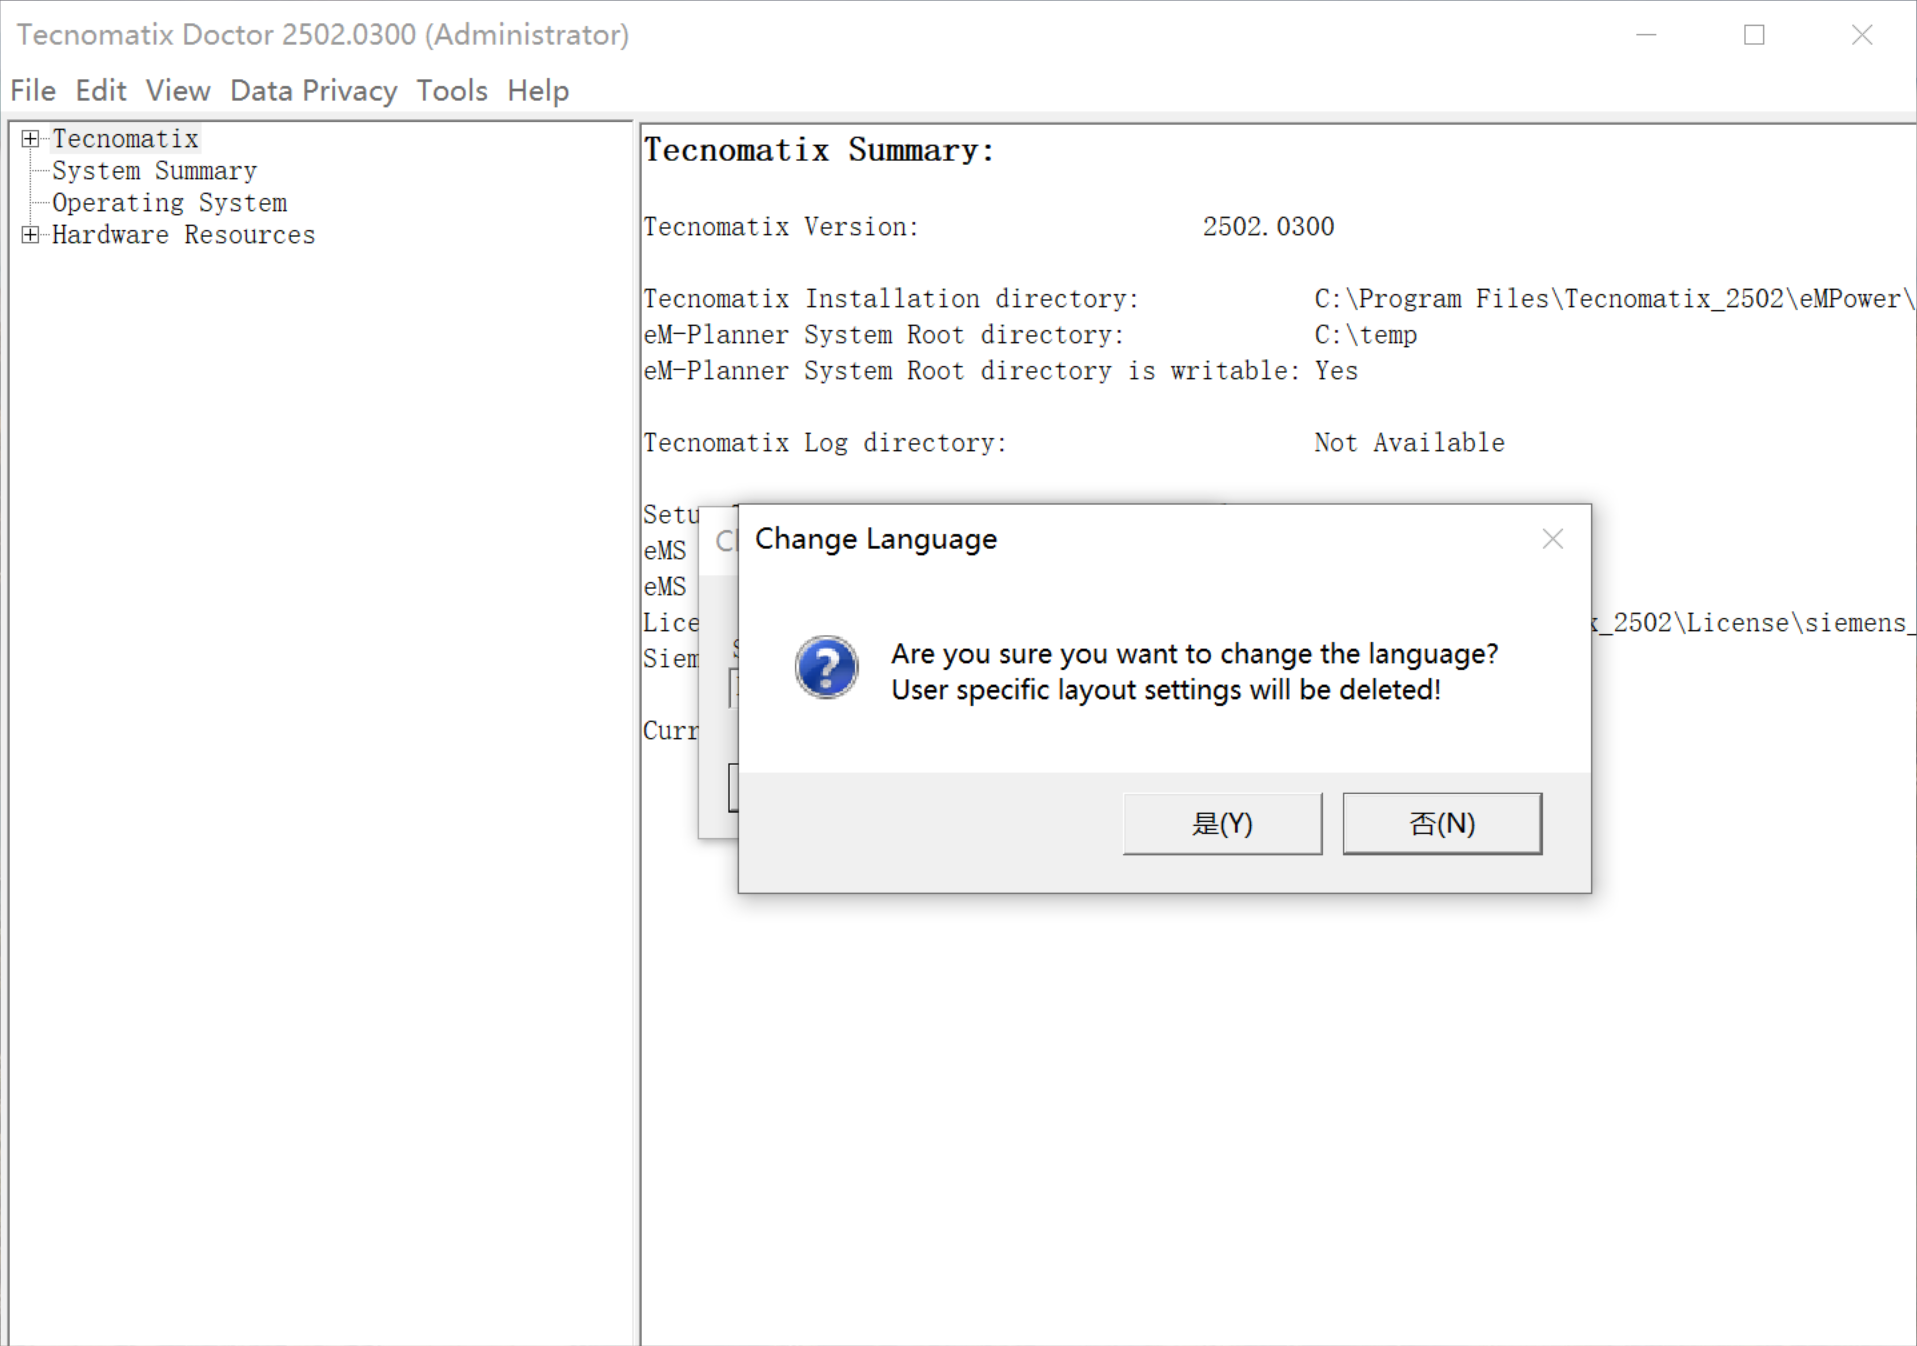 Tecnomatix Doctor 2502.0300 (Administrator)
File Edit View Data Privacy Tools Help
Tecnomatix
System Summary
Operating System
Hardware Resources
Tecnomatix Summary:
Tecnomatix Version: 2502.0300
Tecnomatix Installation directory: C:\Program Files\Tecnomatix_2502\eMPower\
eM-Planner System Root directory: C:\temp
eM-Planner System Root directory is writable: Yes
Tecnomatix Log directory: Not Available
Setu
eMS
eMS
Lice
_2502\License\siemens_
Siem
Curr
Change Language
Are you sure you want to change the language?
User specific layout settings will be deleted!
是(Y)
否(N)